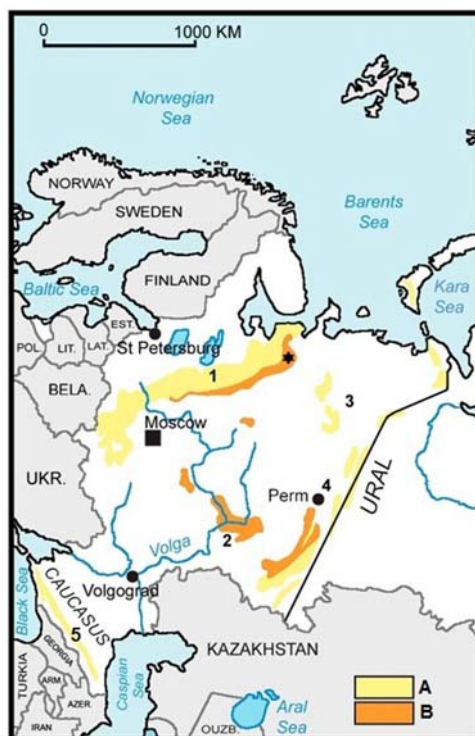 0 1000 KM
Norwegian
Sea
NORWAY
SWEDEN
Barents
Sea
FINLAND
Kara
Sea
Baltic Sea
EST.
St Petersburg
POL.
LIT.
LAT.
1
3
BELA.
Moscow
UKR.
Perm
4
URAL
Volga
2
Volgograd
Black Sea
CAUCASUS
5
GEORGIA
KAZAKHSTAN
TURKIA
ARM.
AZER.
Caspian
Sea
A
B
IRAN
OUZB.
Aral
Sea